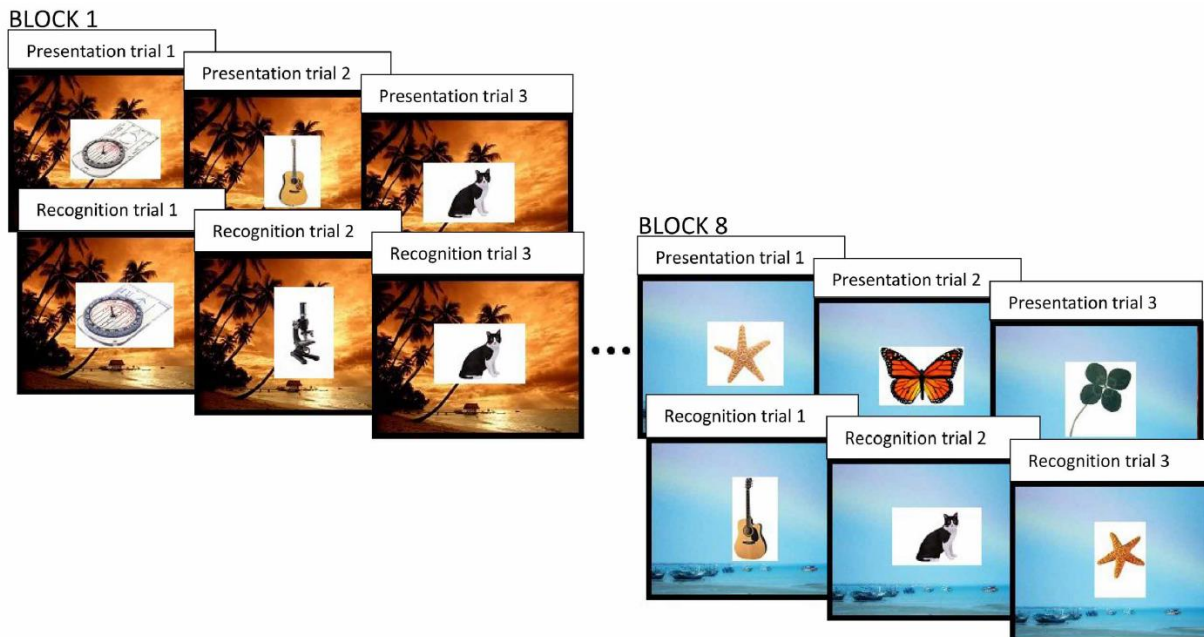 BLOCK 1
Presentation trial 1
Presentation trial 2
Presentation trial 3
Recognition trial 1
Recognition trial 2
Recognition trial 3
BLOCK 8
Presentation trial 1
Presentation trial 2
Presentation trial 3
Recognition trial 1
Recognition trial 2
Recognition trial 3